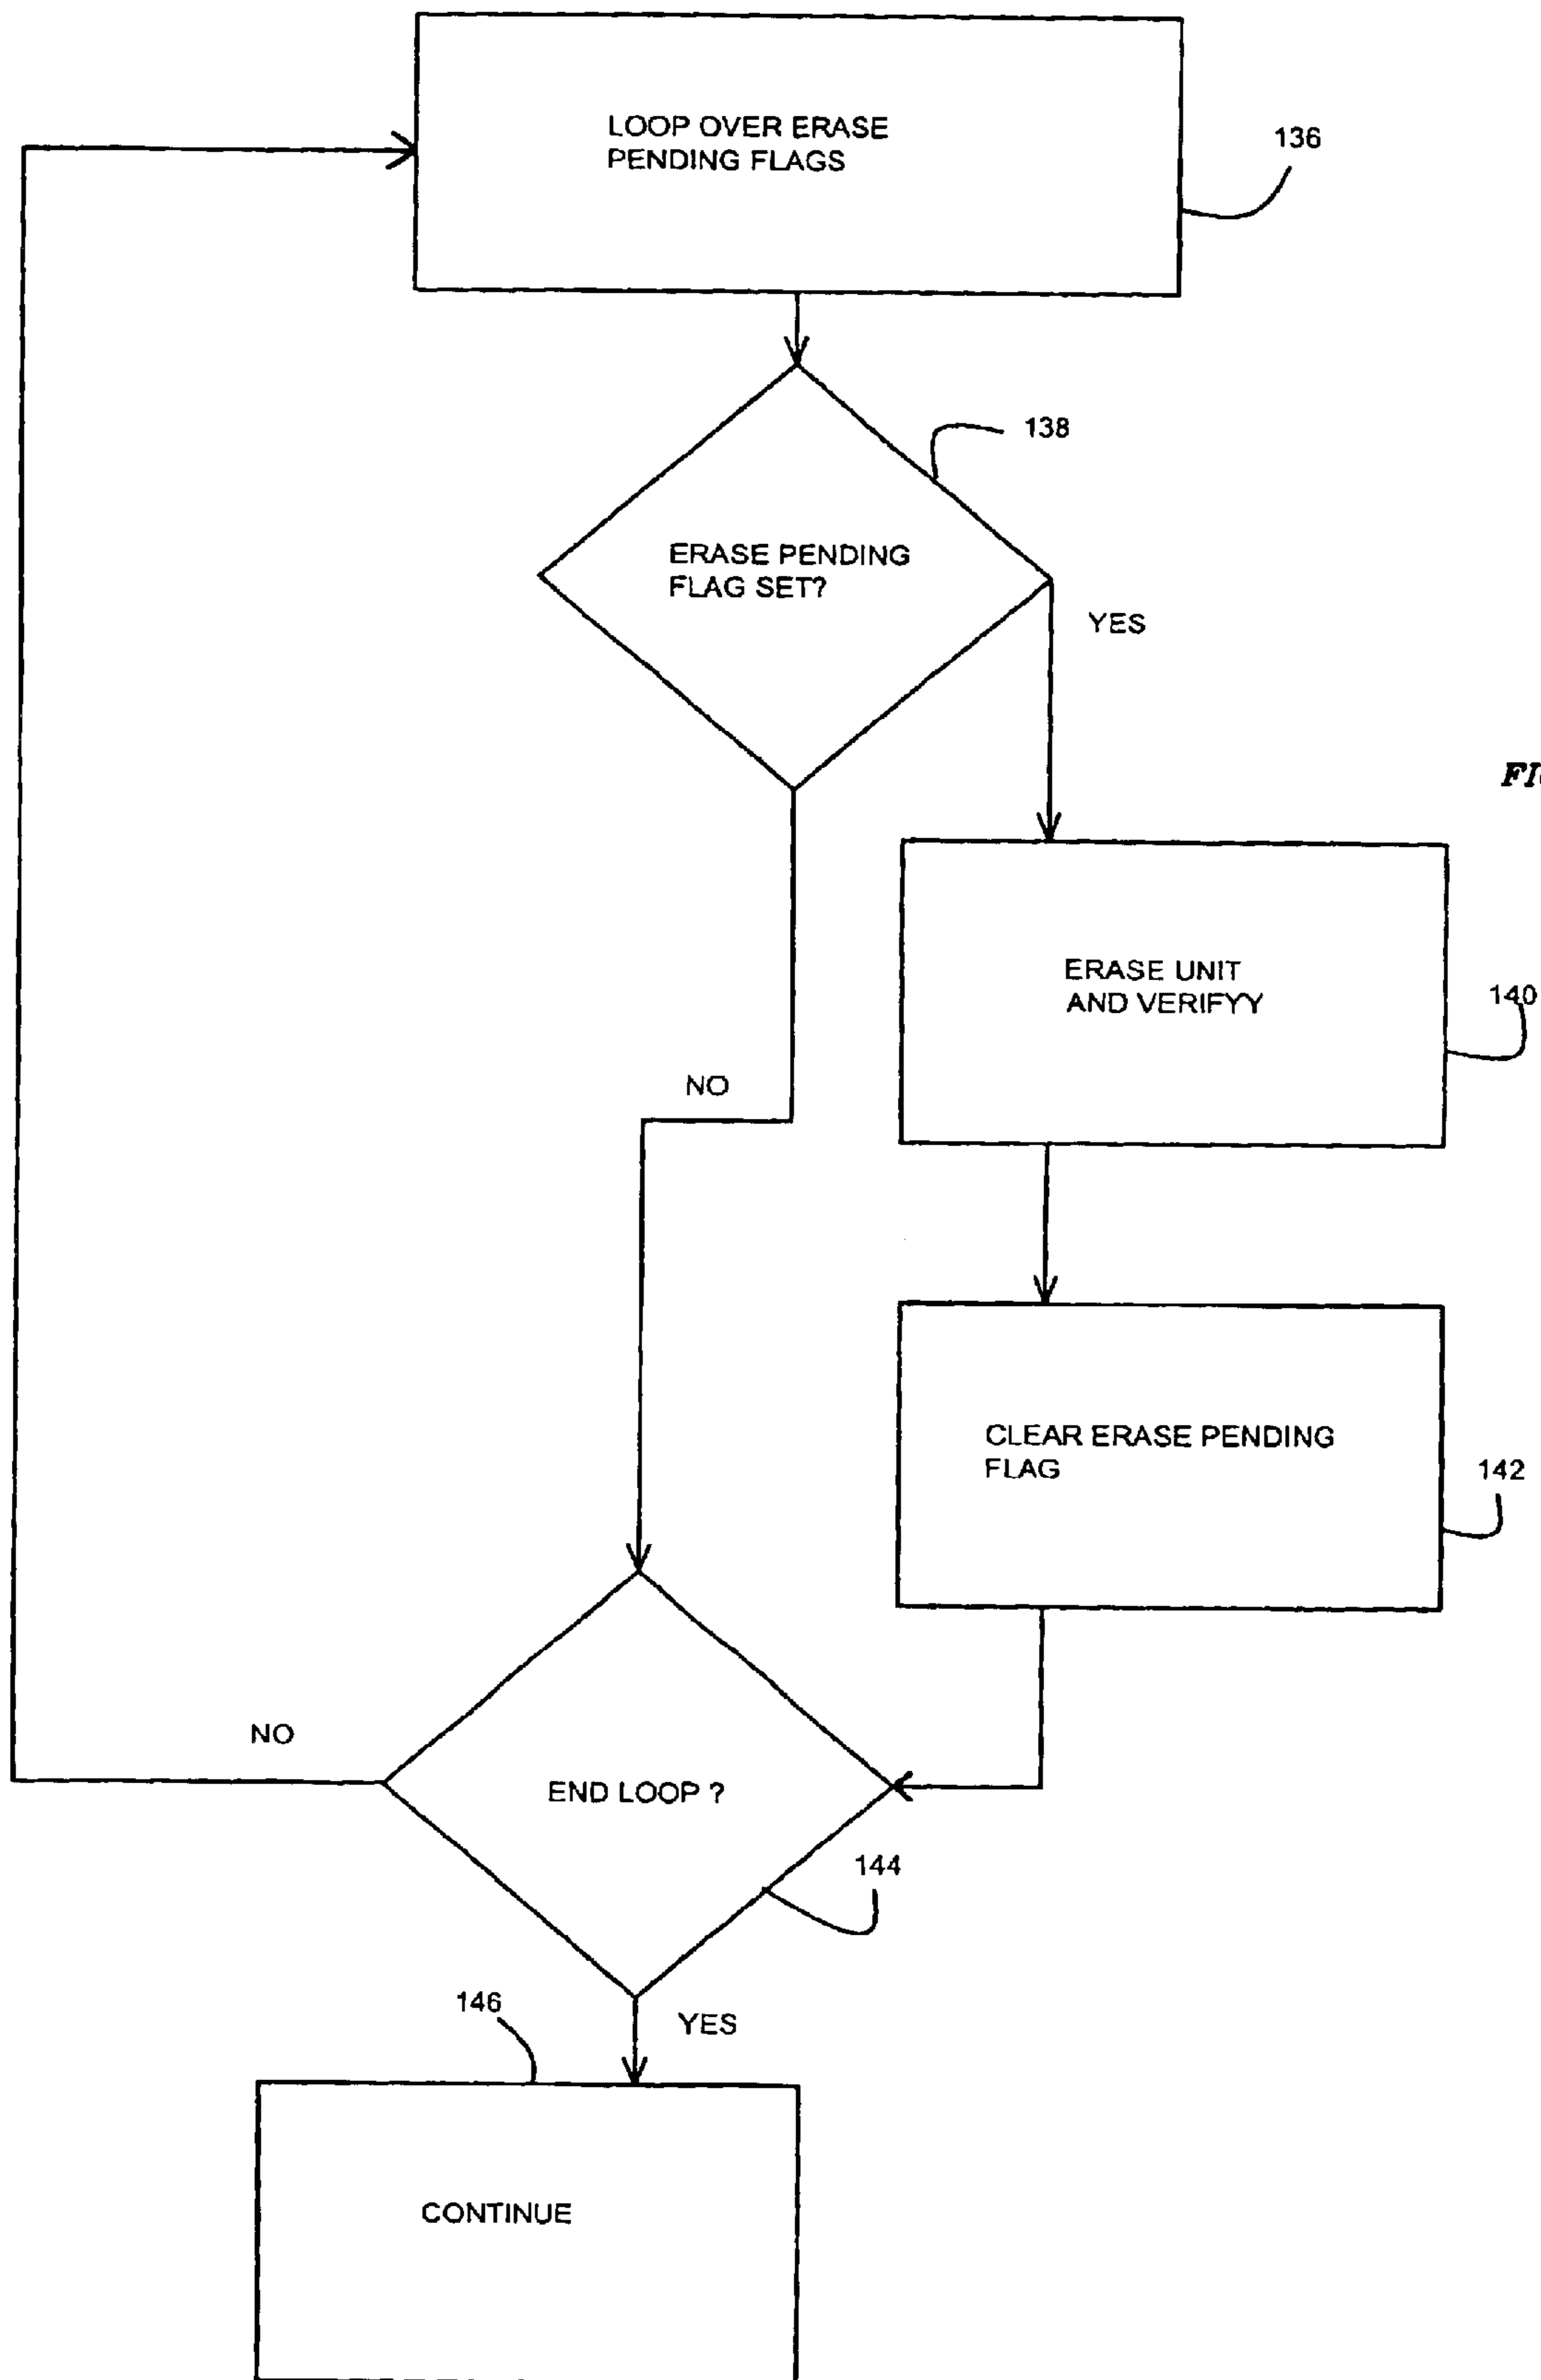 LOOP OVER ERASE
PENDING FLAGS
136
138
ERASE PENDING
FLAG SET?
YES
ERASE UNIT
AND VERIFYY
140
NO
CLEAR ERASE PENDING
FLAG
142
NO
END LOOP ?
144
146
YES
CONTINUE